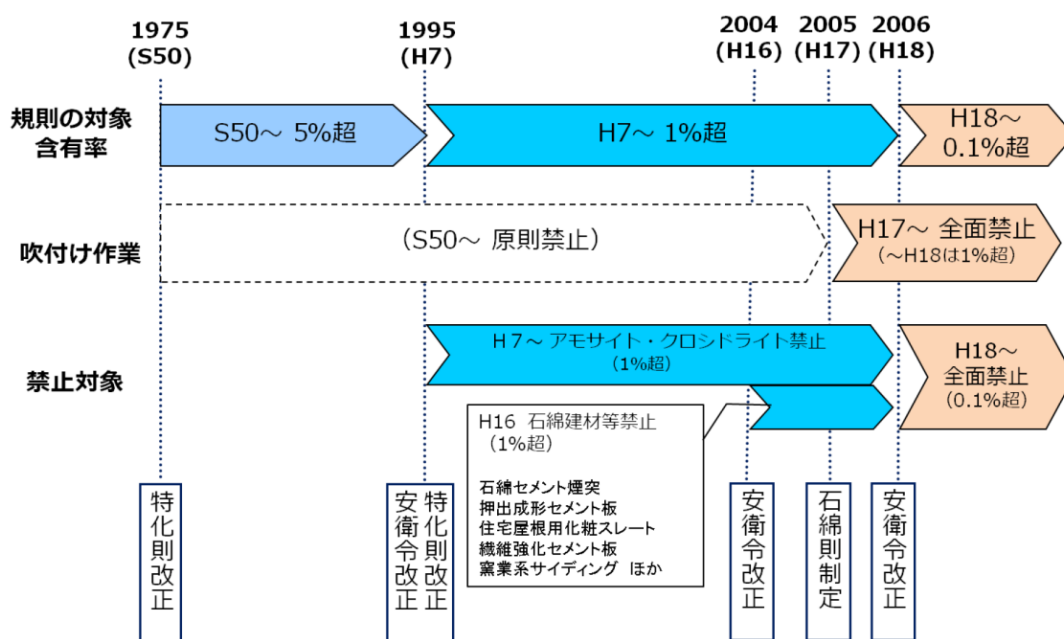 1975
(S50)
1995
(H7)
2004
(H16)
2005
(H17)
2006
(H18)
規則の対象
含有率
S50～ 5%超
H7～ 1%超
H18～
0.1%超
吹付け作業
（S50～ 原則禁止）
H17～ 全面禁止
（～H18は1%超）
禁止対象
H７～ アモサイト・クロシドライト禁止
（1%超）
H18～
全面禁止
（0.1%超）
H16 石綿建材等禁止
（1%超）
石綿セメント煙突
押出成形セメント板
住宅屋根用化粧スレート
繊維強化セメント板
窯業系サイディング ほか
特化則改正
特化則改正
安衛令改正
安衛令改正
石綿則制定
安衛令改正